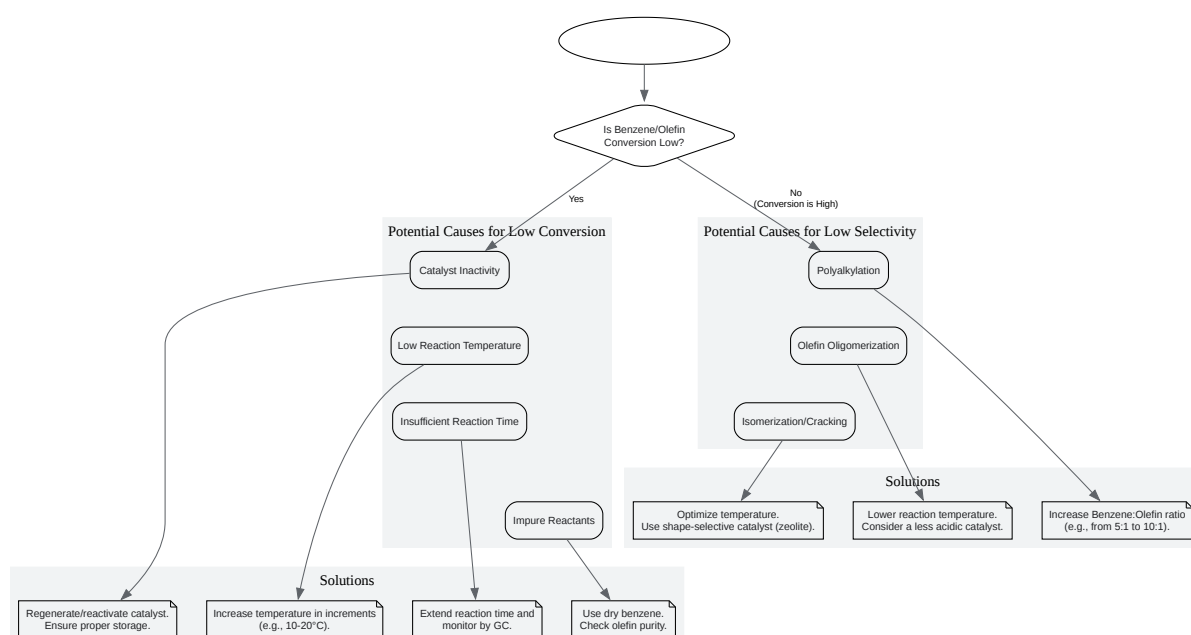 Is Benzene/Olefin
Conversion Low?
Yes
No
(Conversion is High)
Potential Causes for Low Conversion
Potential Causes for Low Selectivity
Catalyst Inactivity
Polyalkylation
Low Reaction Temperature
Olefin Oligomerization
Insufficient Reaction Time
Isomerization/Cracking
Solutions
Impure Reactants
Optimize temperature.
Use shape-selective catalyst (zeolite).
Lower reaction temperature.
Consider a less acidic catalyst.
Increase Benzene:Olefin ratio
(e.g., from 5:1 to 10:1).
Solutions
Regenerate/reactivate catalyst.
Ensure proper storage.
Increase temperature in increments
(e.g., 10-20°C).
Extend reaction time and
monitor by GC.
Use dry benzene.
Check olefin purity.